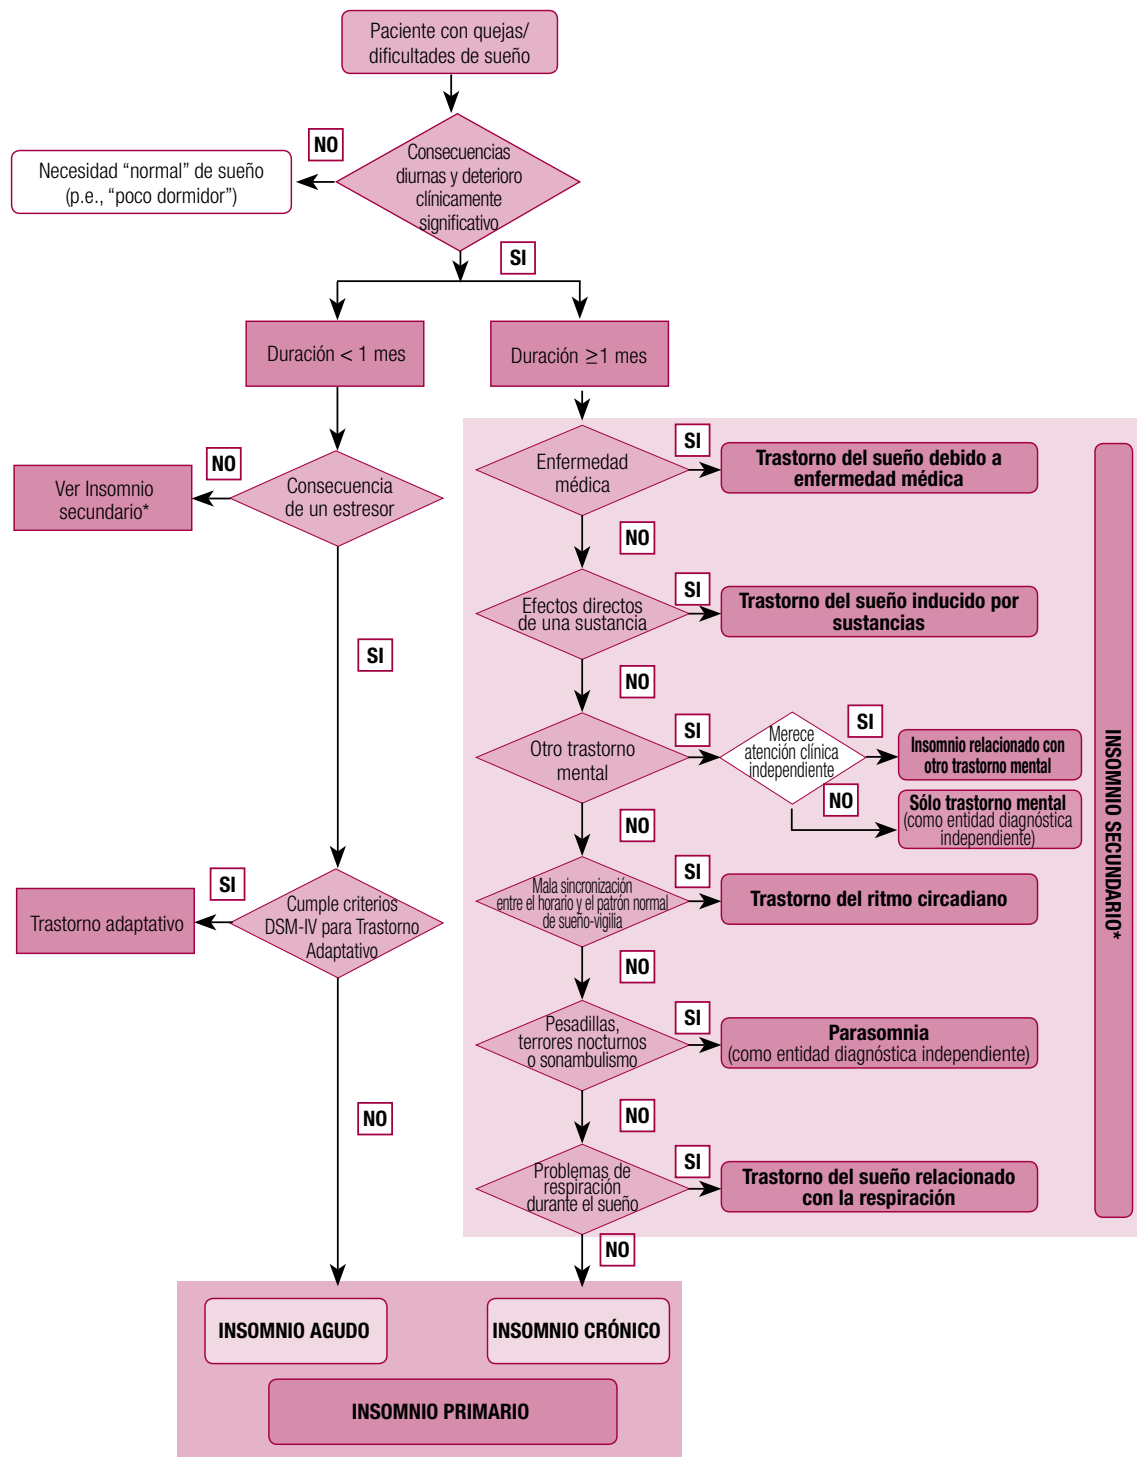 Paciente con quejas/
dificultades de sueño
NO
Consecuencias
diurnas y deterioro
clínicamente
significativo
Necesidad “normal” de sueño
(p.e., “poco dormidor”)
SI
Duración < 1 mes
Duración ≥1 mes
SI
Enfermedad
médica
Trastorno del sueño debido a
enfermedad médica
NO
Consecuencia
de un estresor
Ver Insomnio
secundario*
NO
SI
Efectos directos
de una sustancia
Trastorno del sueño inducido por
sustancias
SI
NO
SI
Otro trastorno
mental
Merece
atención clínica
independiente
SI
Insomnio relacionado con
otro trastorno mental
NO
Sólo trastorno mental
(como entidad diagnóstica
independiente)
INSOMNIO SECUNDARIO*
NO
SI
Mala sincronización
entre el horario y el patrón normal
de sueño-vigilia
Trastorno del ritmo circadiano
SI
Trastorno adaptativo
Cumple criterios
DSM-IV para Trastorno
Adaptativo
NO
SI
Pesadillas,
terrores nocturnos
o sonambulismo
Parasomnia
(como entidad diagnóstica independiente)
NO
NO
SI
Problemas de
respiración
durante el sueño
Trastorno del sueño relacionado
con la respiración
NO
INSOMNIO AGUDO
INSOMNIO CRÓNICO
INSOMNIO PRIMARIO